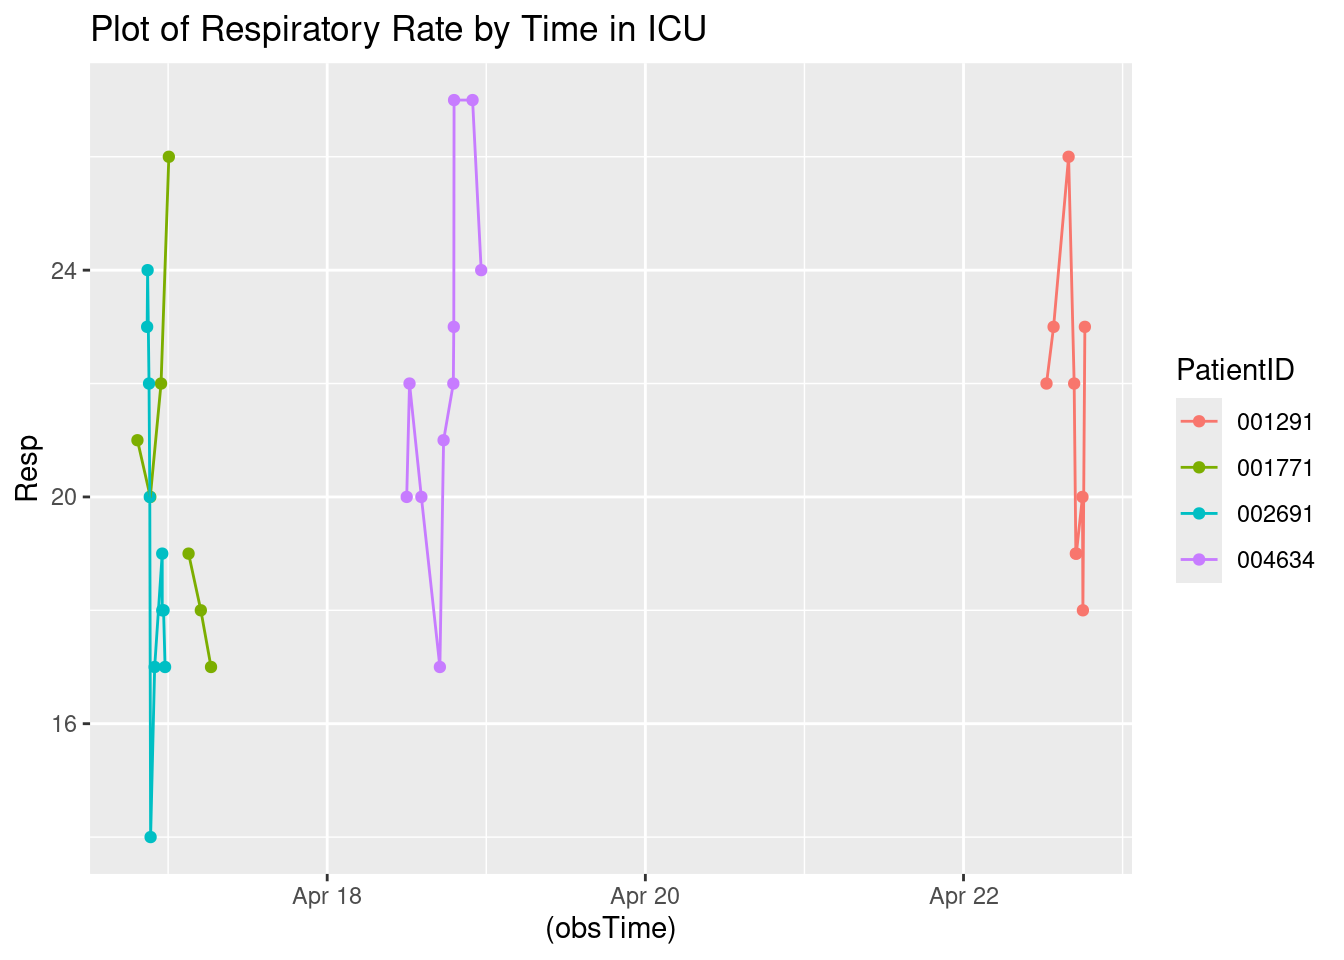 Plot of Respiratory Rate by Time in ICU
24
20
16
Resp
Apr 18
Apr 20
Apr 22
(obsTime)
PatientID
001291
001771
002691
004634